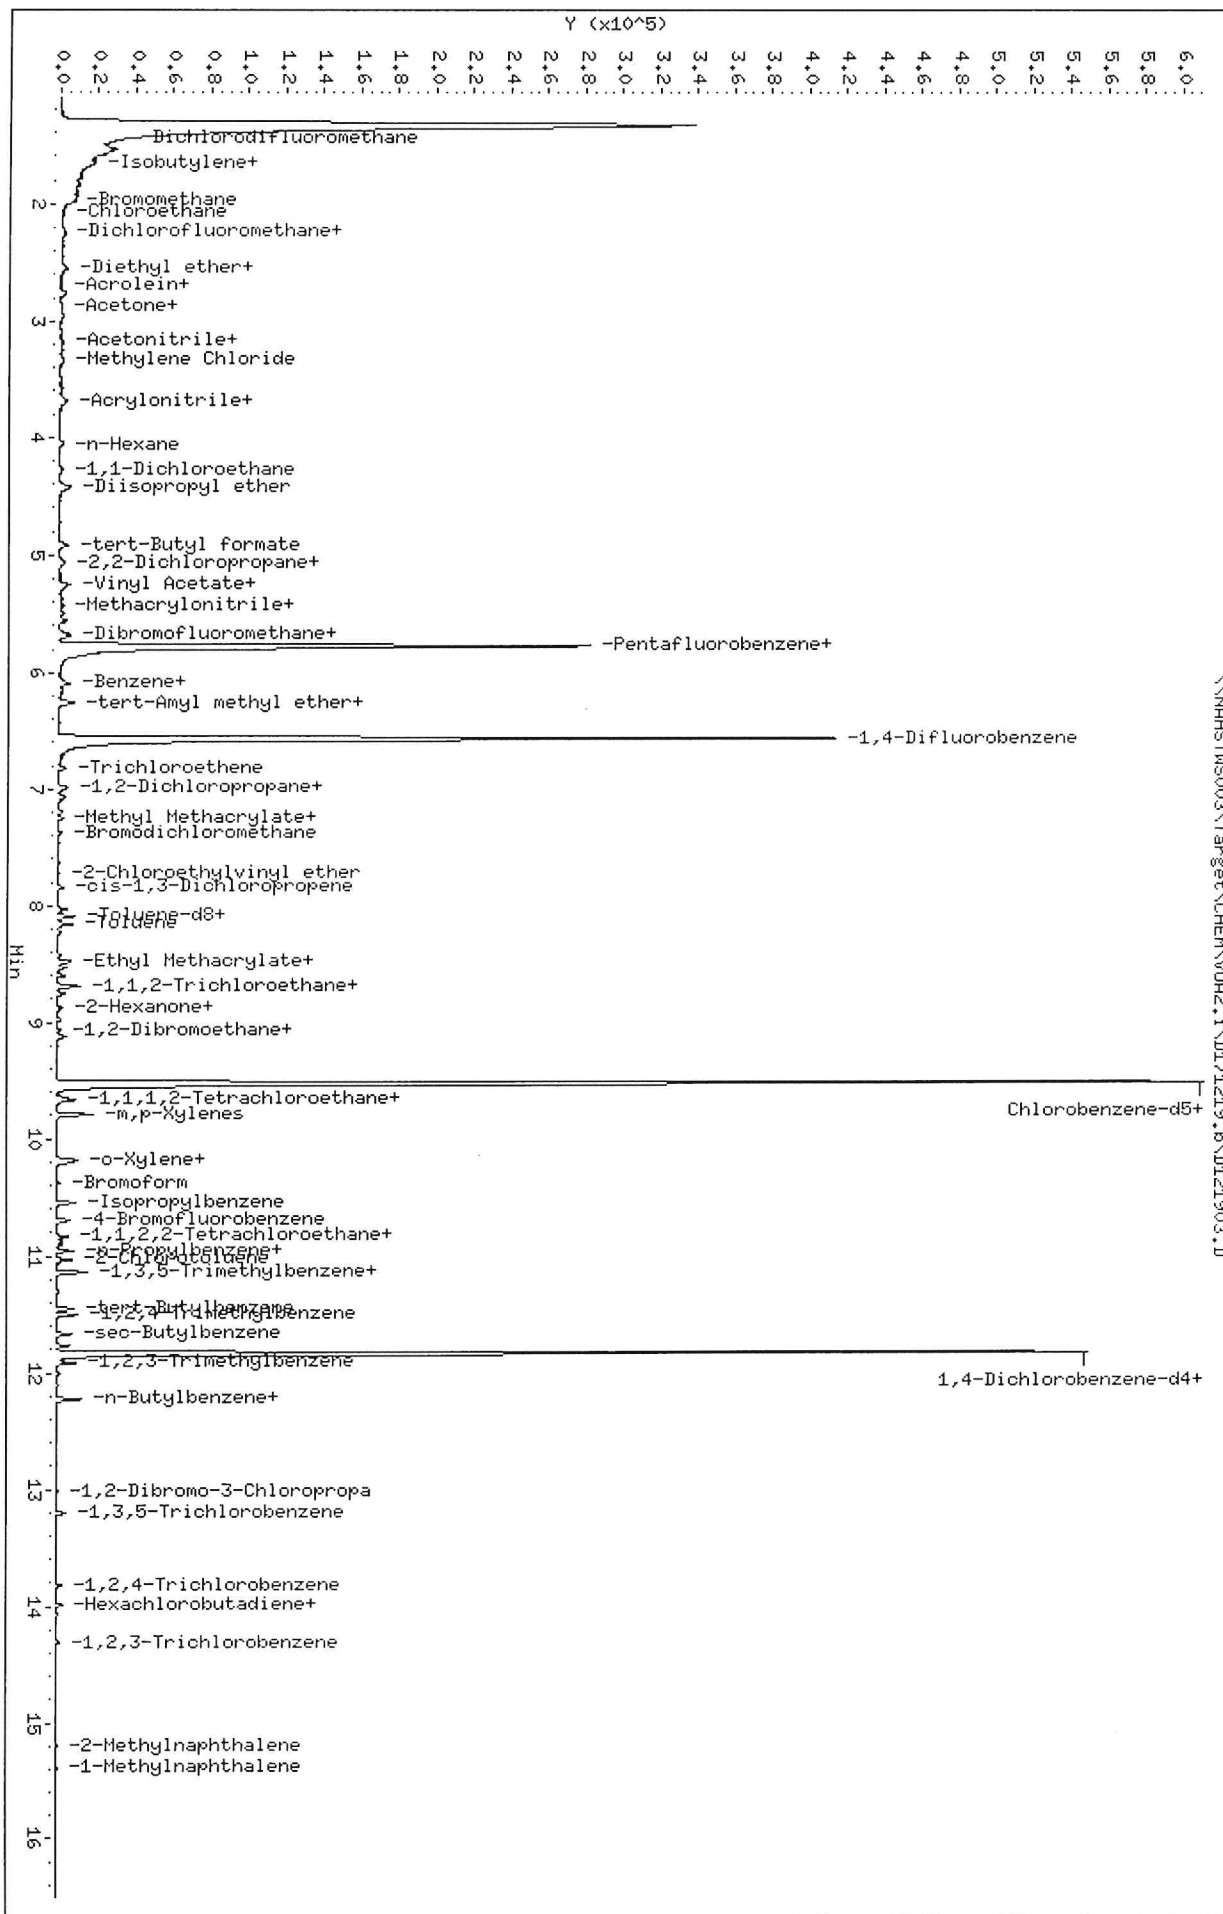 Y (x10^5)
0.0
0.2
0.4
0.6
0.8
1.0
1.2
1.4
1.6
1.8
2.0
2.2
2.4
2.6
2.8
3.0
3.2
3.4
3.6
3.8
4.0
4.2
4.4
4.6
4.8
5.0
5.2
5.4
5.6
5.8
6.0
Dichlorodifluoromethane
-Isobutylene+
-Bromomethane
2
-Chloroethane
-Dichlorofluoromethane+
-Diethyl ether+
-Acrolein+
-Acetone+
3
-Acetonitrile+
-Methylene Chloride
-Acrylonitrile+
4
-n-Hexane
-1,1-Dichloroethane
-Diisopropyl ether
-tert-Butyl formate
5
-2,2-Dichloropropane+
-Vinyl Acetate+
-Methacrylonitrile+
-Dibromofluoromethane+
-Pentafluorobenzene+
6
-Benzene+
-tert-Amyl methyl ether+
-1,4-Difluorobenzene
-Trichloroethene
7
-1,2-Dichloropropane+
-Methyl Methacrylate+
-Bromodichloromethane
-2-Chloroethylvinyl ether
-cis-1,3-Dichloropropene
8
-Toluene-d8+
-Toluene
Min
-Ethyl Methacrylate+
-1,1,2-Trichloroethane+
-2-Hexanone+
9
-1,2-Dibromoethane+
-1,1,1,2-Tetrachloroethane+
Chlorobenzene-d5+
-m,p-Xylenes
10
-o-Xylene+
-Bromoform
-Isopropylbenzene
-4-Bromofluorobenzene
-1,1,2,2-Tetrachloroethane+
-n-Propylbenzene+
11
-2-Chlorotoluene
-1,3,5-Trimethylbenzene+
-tert-Butylbenzene
-1,2,4-Trimethylbenzene
-sec-Butylbenzene
-1,2,3-Trimethylbenzene
12
1,4-Dichlorobenzene-d4+
-n-Butylbenzene+
13
-1,2-Dibromo-3-Chloropropa
-1,3,5-Trichlorobenzene
-1,2,4-Trichlorobenzene
14
-Hexachlorobutadiene+
-1,2,3-Trichlorobenzene
15
-2-Methylnaphthalene
-1-Methylnaphthalene
16